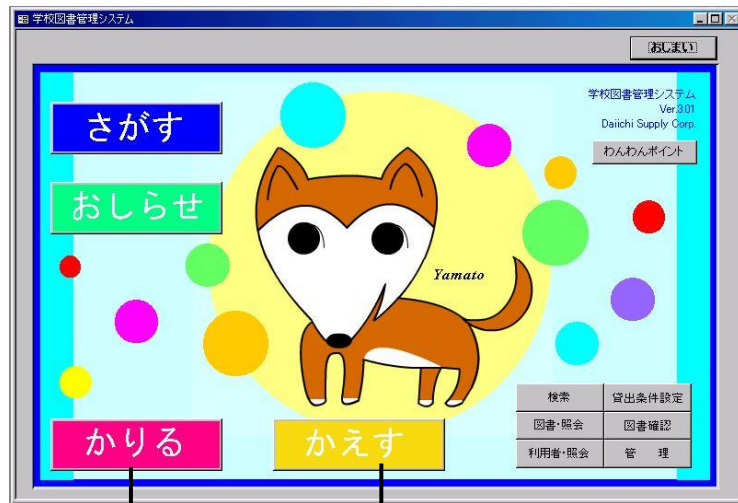 学校図書管理システム
おしまい
さがす
学校図書管理システム
Ver.3.01
Daiichi Supply Corp.
わんわんポイント
おしらせ
Yamato
検索
貸出条件設定
図書・照会
図書確認
利用者・照会
管　理
かりる
かえす